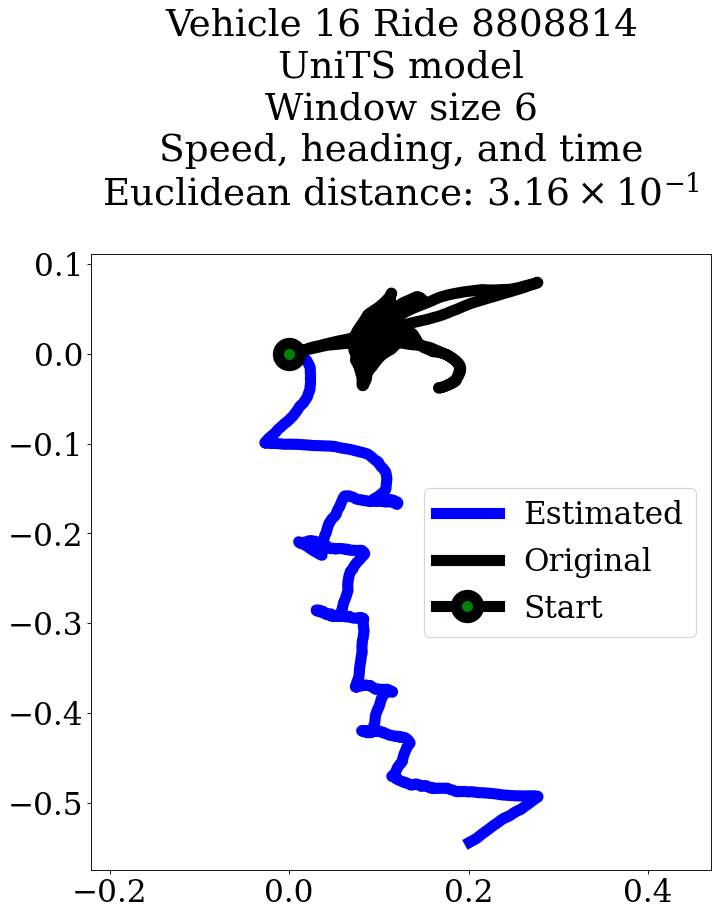 Vehicle 16 Ride 8808814
UniTS model
Window size 6
Speed, heading, and time
Euclidean distance: 3.16 × 10⁻¹
0.1
0.0
−0.1
−0.2
−0.3
−0.4
−0.5
Estimated
Original
Start
−0.2 0.0 0.2 0.4